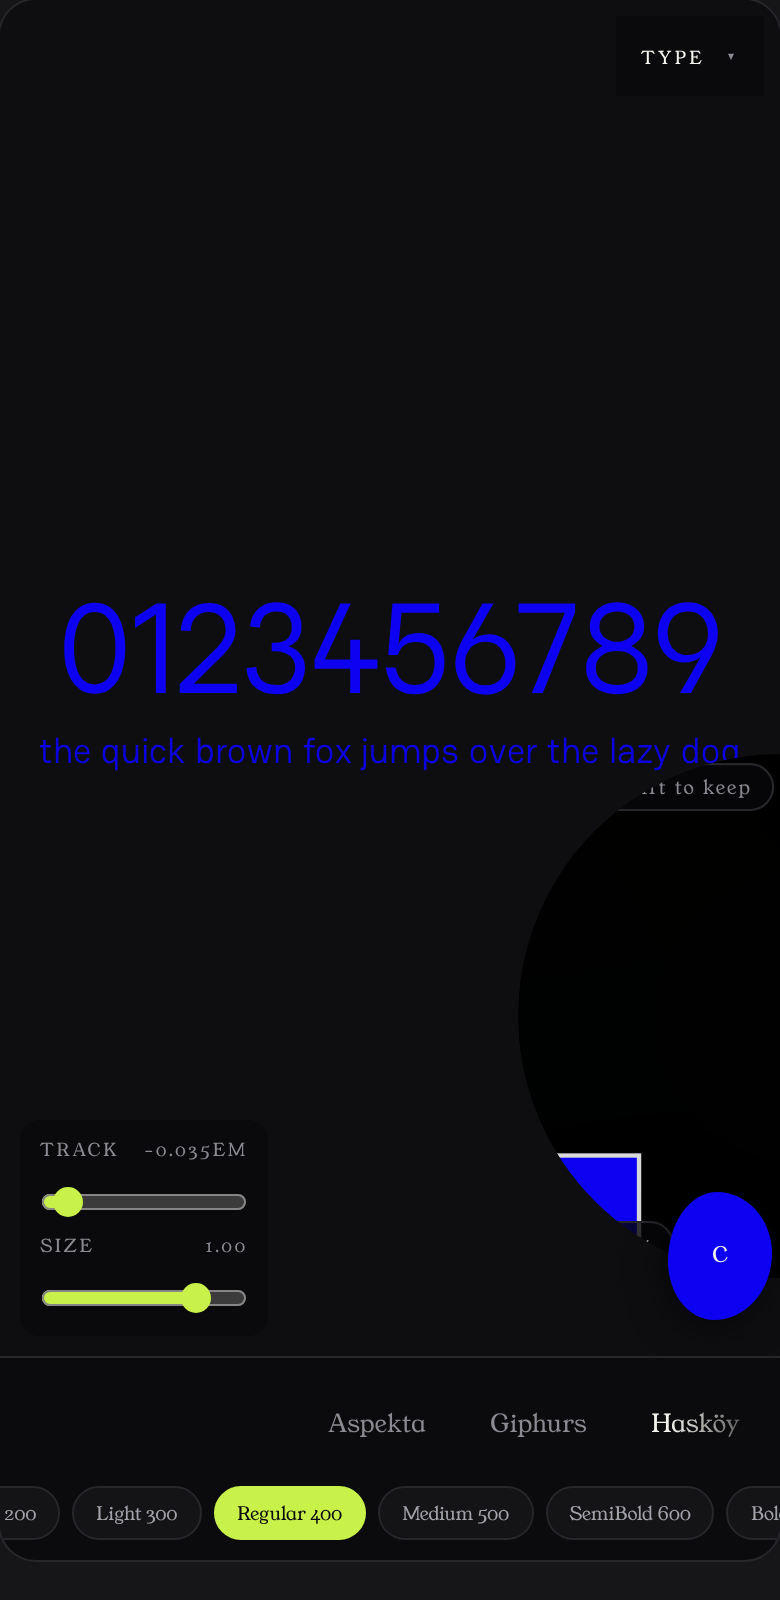 TYPE
0123456789
the quick brown fox jumps over the lazy dog
to keep
TRACK -0.035EM
SIZE 1.00
C
Aspekta Giphurs Hasköy
200 Light 300 Regular 400 Medium 500 SemiBold 600